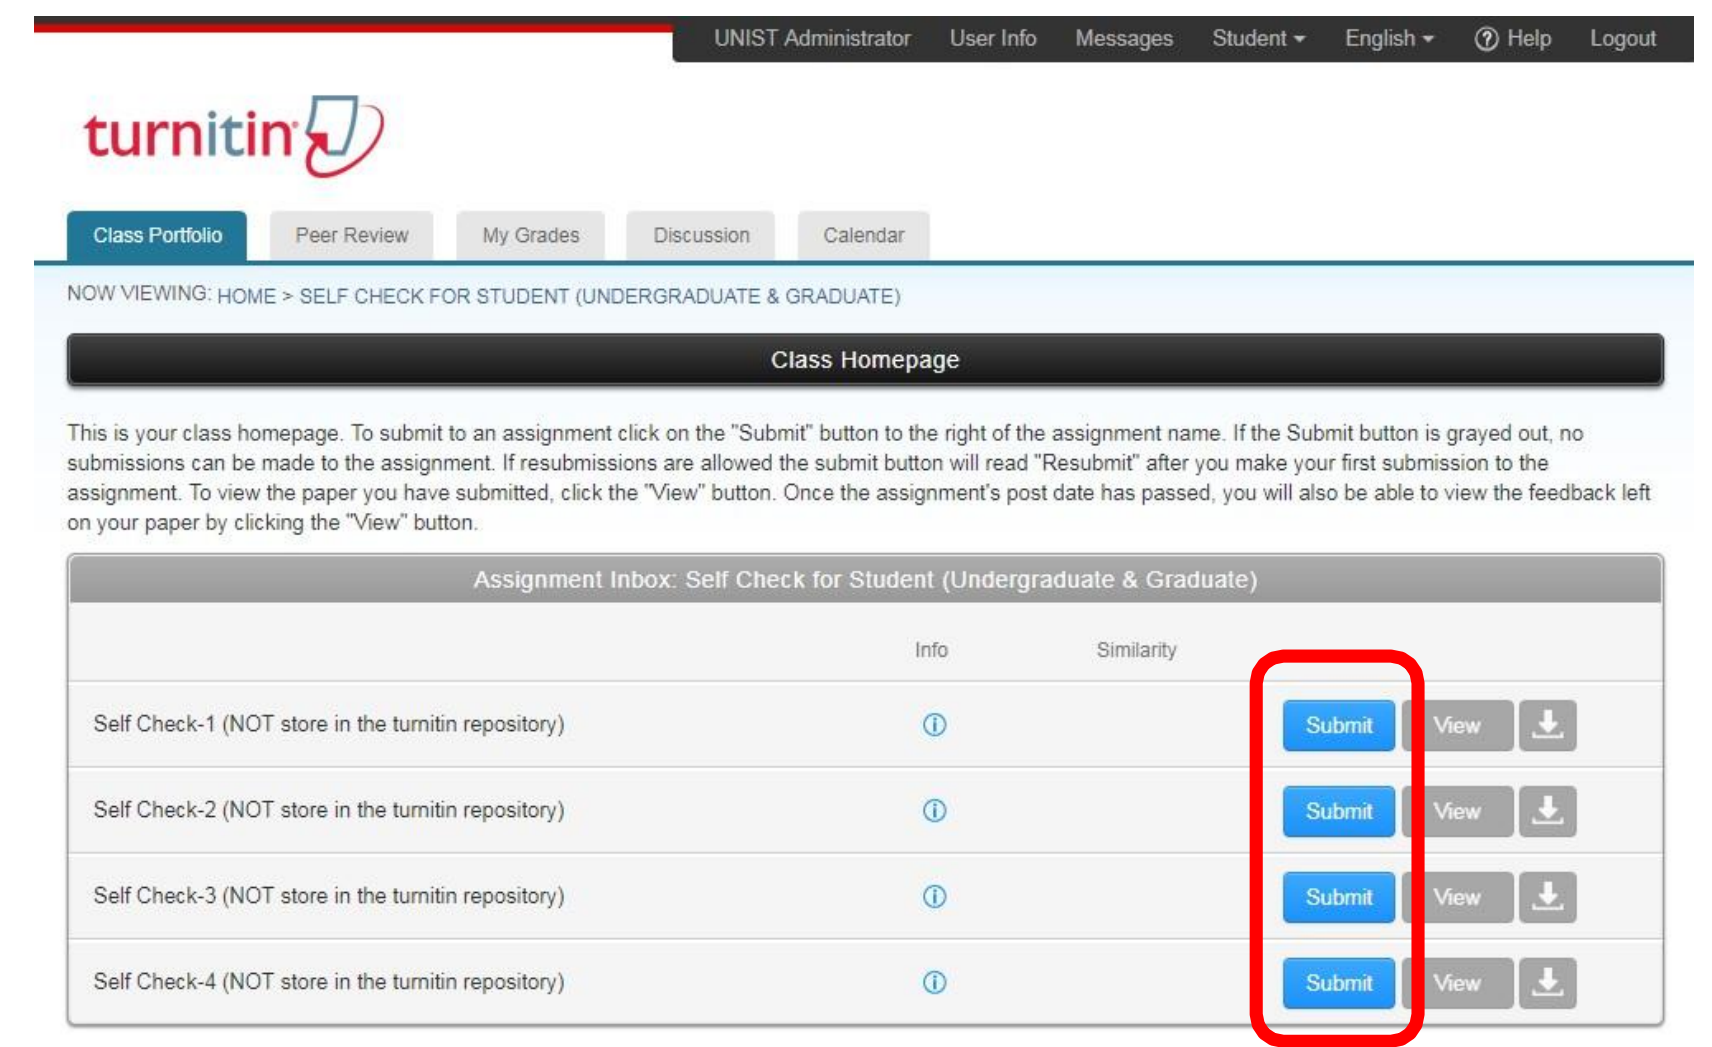 UNIST Administrator User Info Messages Student English Help Logout
turnitin
Class Portfolio Peer Review My Grades Discussion Calendar
NOW VIEWING: HOME > SELF CHECK FOR STUDENT (UNDERGRADUATE & GRADUATE)
Class Homepage
This is your class homepage. To submit to an assignment click on the "Submit" button to the right of the assignment name. If the Submit button is grayed out, no
submissions can be made to the assignment. If resubmissions are allowed the submit button will read "Resubmit" after you make your first submission to the
assignment. To view the paper you have submitted, click the "View" button. Once the assignment's post date has passed, you will also be able to view the feedback left
on your paper by clicking the "View" button.
Assignment Inbox: Self Check for Student (Undergraduate & Graduate)
Info Similarity
Self Check-1 (NOT store in the turnitin repository) Submit View
Self Check-2 (NOT store in the turnitin repository) Submit View
Self Check-3 (NOT store in the turnitin repository) Submit View
Self Check-4 (NOT store in the turnitin repository) Submit View